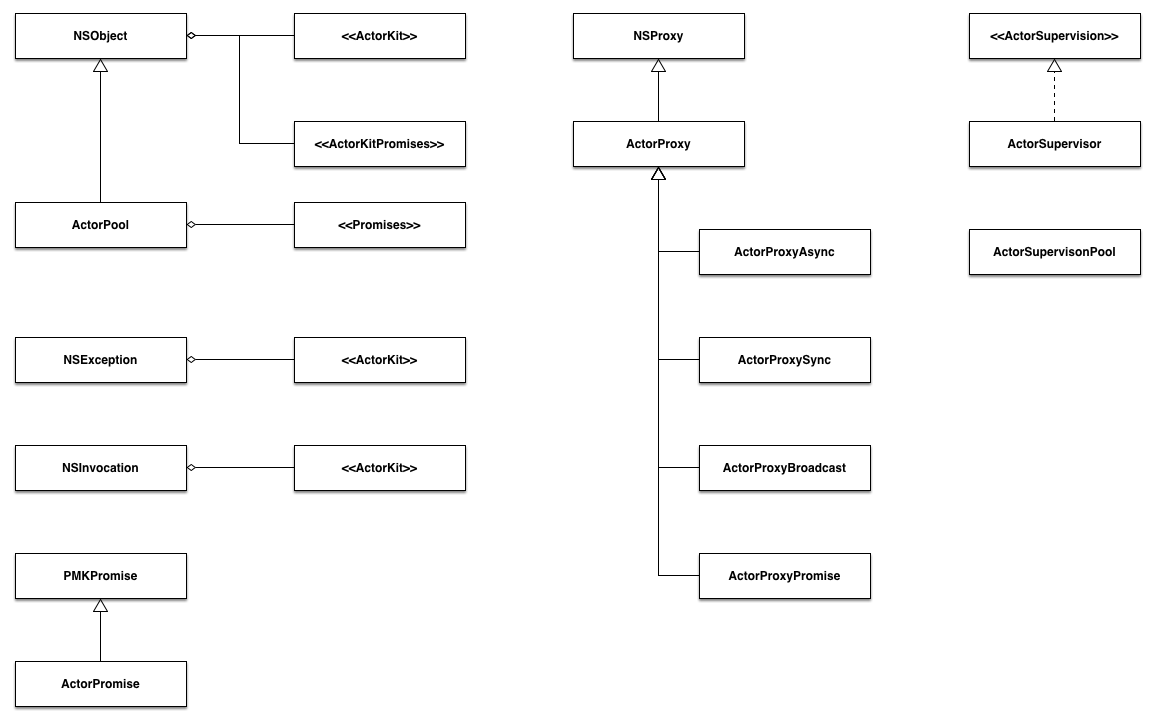 NSObject
<<ActorKit>>
NSProxy
<<ActorSupervision>>
<<ActorKitPromises>>
ActorProxy
ActorSupervisor
ActorPool
<<Promises>>
ActorProxyAsync
ActorSupervisonPool
NSException
<<ActorKit>>
ActorProxySync
NSInvocation
<<ActorKit>>
ActorProxyBroadcast
PMKPromise
ActorProxyPromise
ActorPromise